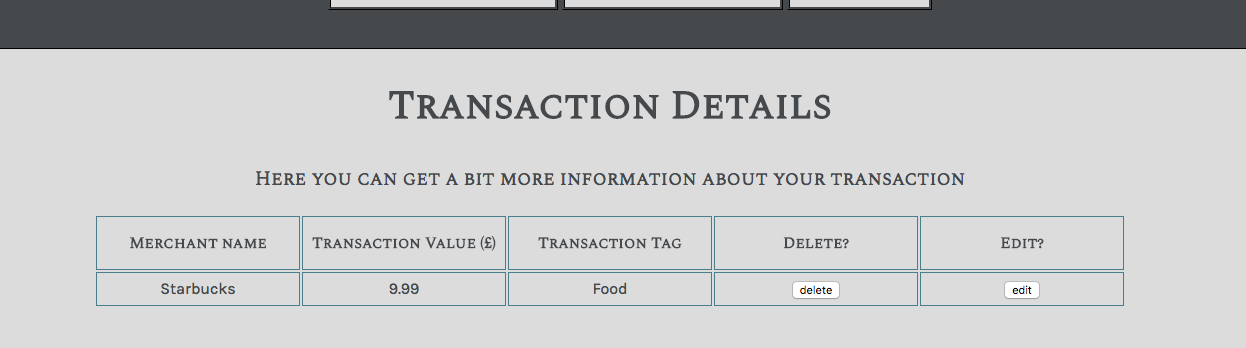 Transaction Details
Here you can get a bit more information about your transaction
Merchant name Transaction Value (£) Transaction Tag Delete? Edit?
Starbucks 9.99 Food delete edit